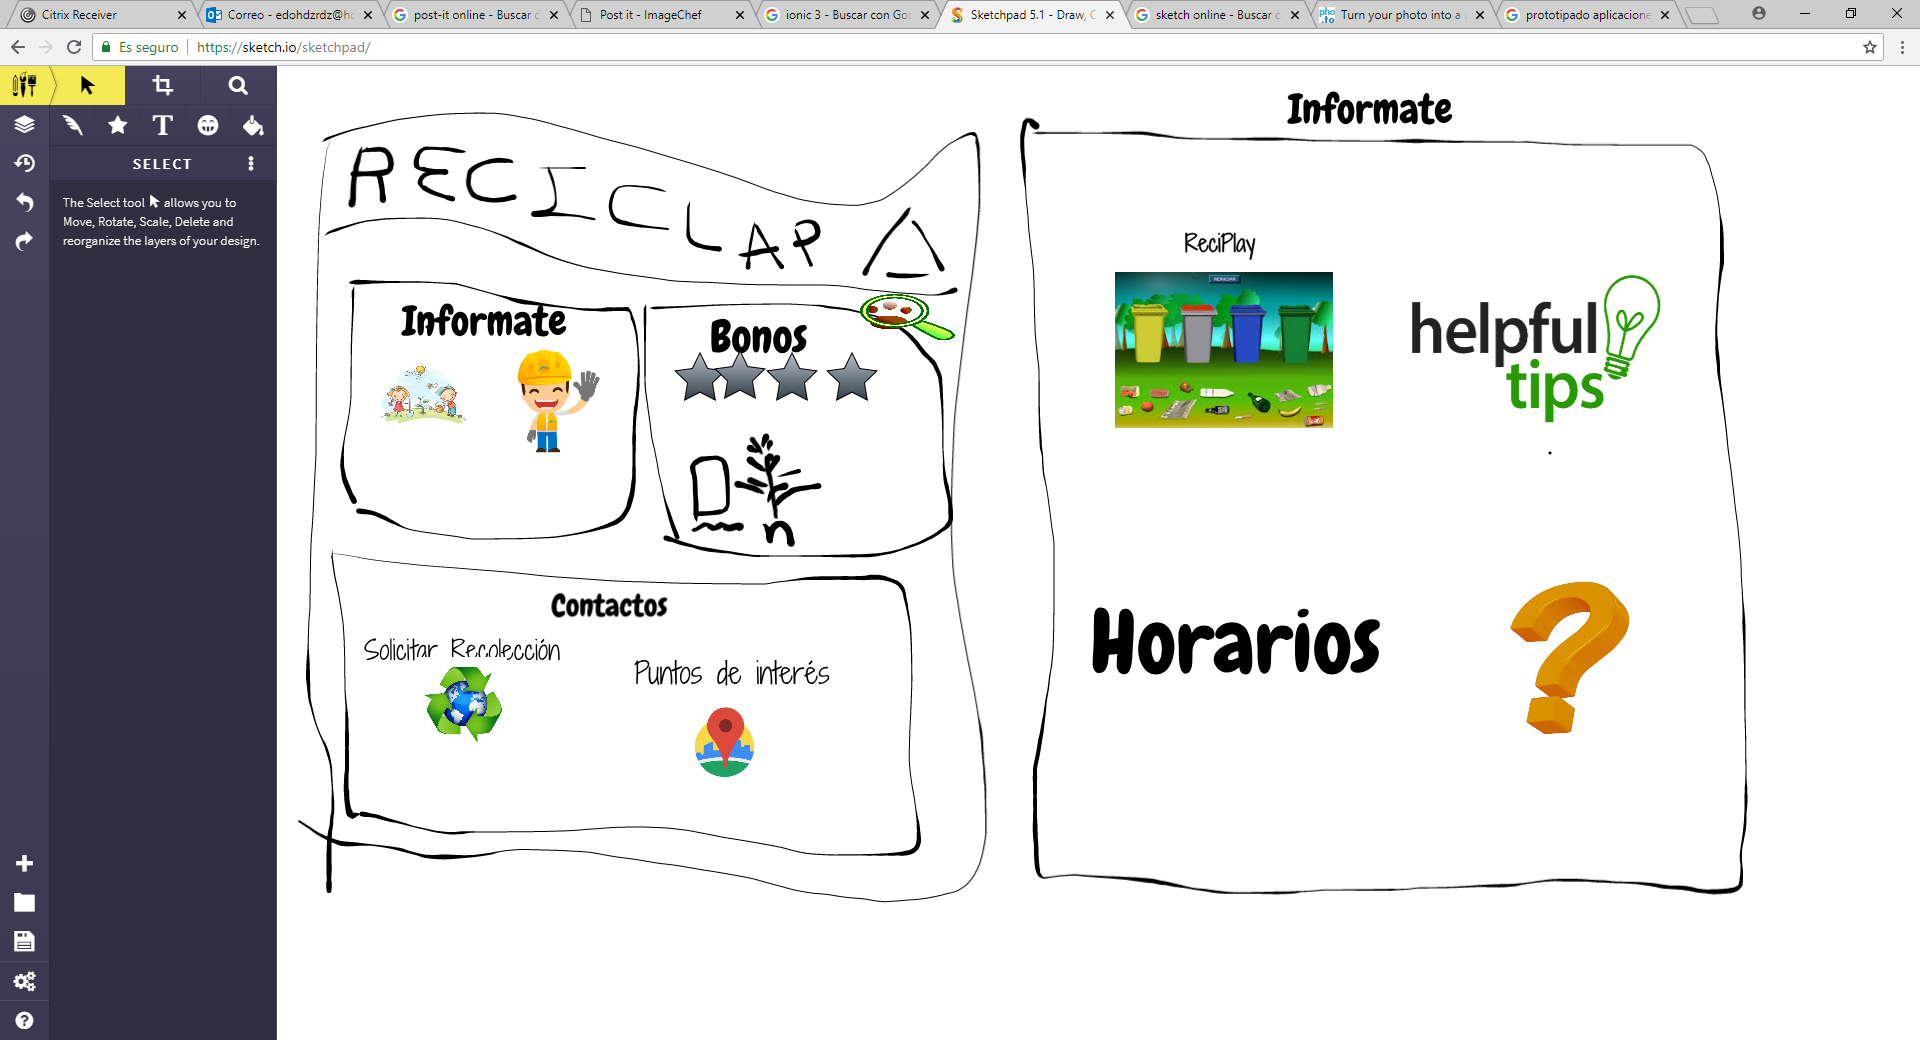 Citrix Receiver
Correo - edohdzrdz@ho
post-it online - Buscar c
Post it - ImageChef
ionic 3 - Buscar con Goo
Sketchpad 5.1 - Draw, C
sketch online - Buscar c
Turn your photo into a
prototipado aplicacione
Es seguro
https://sketch.io/sketchpad/
SELECT
The Select tool allows you to
Move, Rotate, Scale, Delete and
reorganize the layers of your design.
RECICLAP
Informate
Bonos
Contactos
Solicitar Recolección
Puntos de interés
Informate
ReciPlay
helpful
tips
Horarios